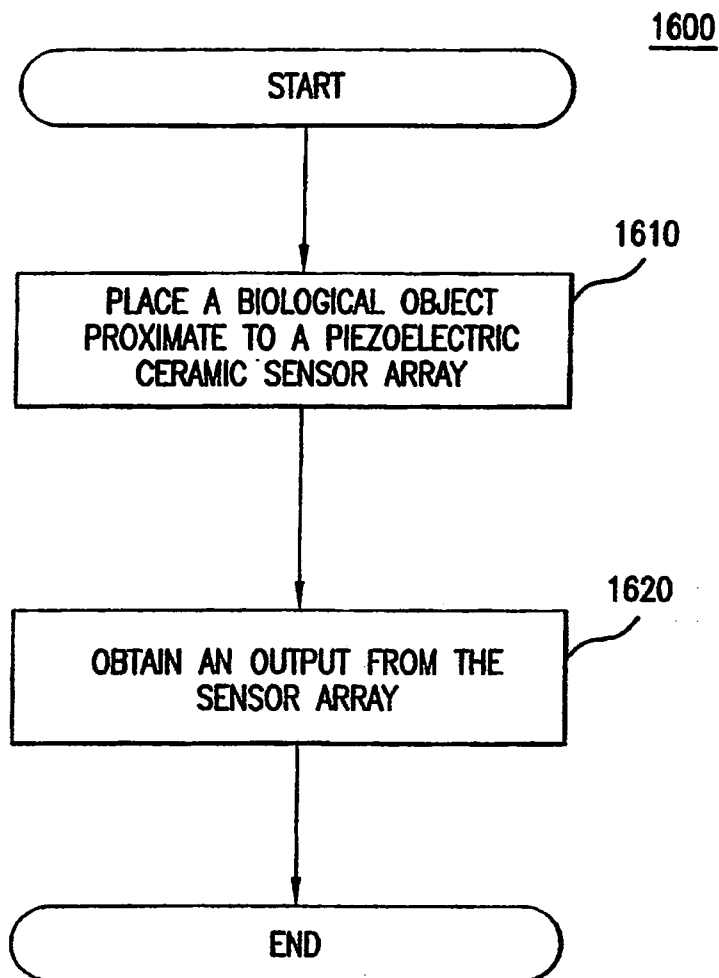 1600
START
1610
PLACE A BIOLOGICAL OBJECT
PROXIMATE TO A PIEZOELECTRIC
CERAMIC SENSOR ARRAY
1620
OBTAIN AN OUTPUT FROM THE
SENSOR ARRAY
END